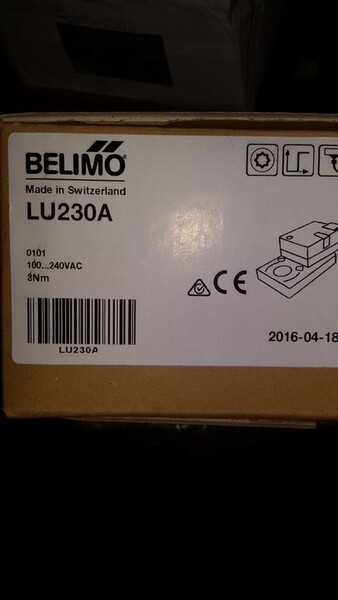 BELIMO®
Made in Switzerland
LU230A
0101
100...240VAC
3Nm
CE
LU230A
2016-04-18